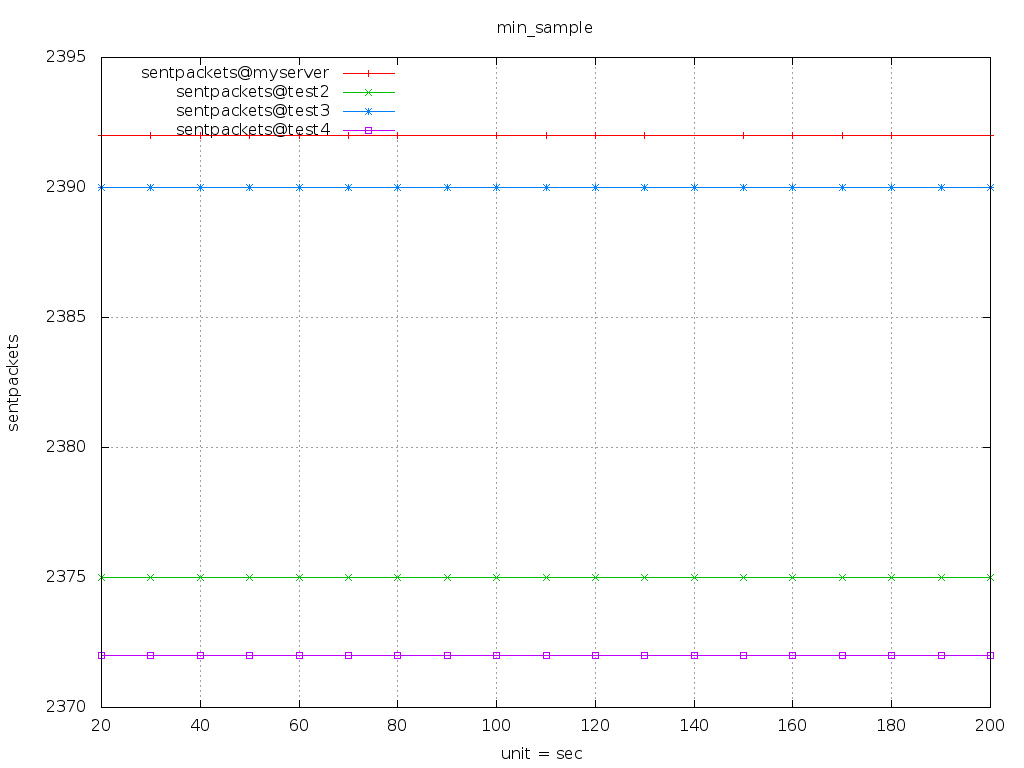 min_sample
2395
sentpackets@myserver
sentpackets@test2
sentpackets@test3
sentpackets@test4
2390
2385
2380
2375
2370
sentpackets
20 40 60 80 100 120 140 160 180 200
unit = sec